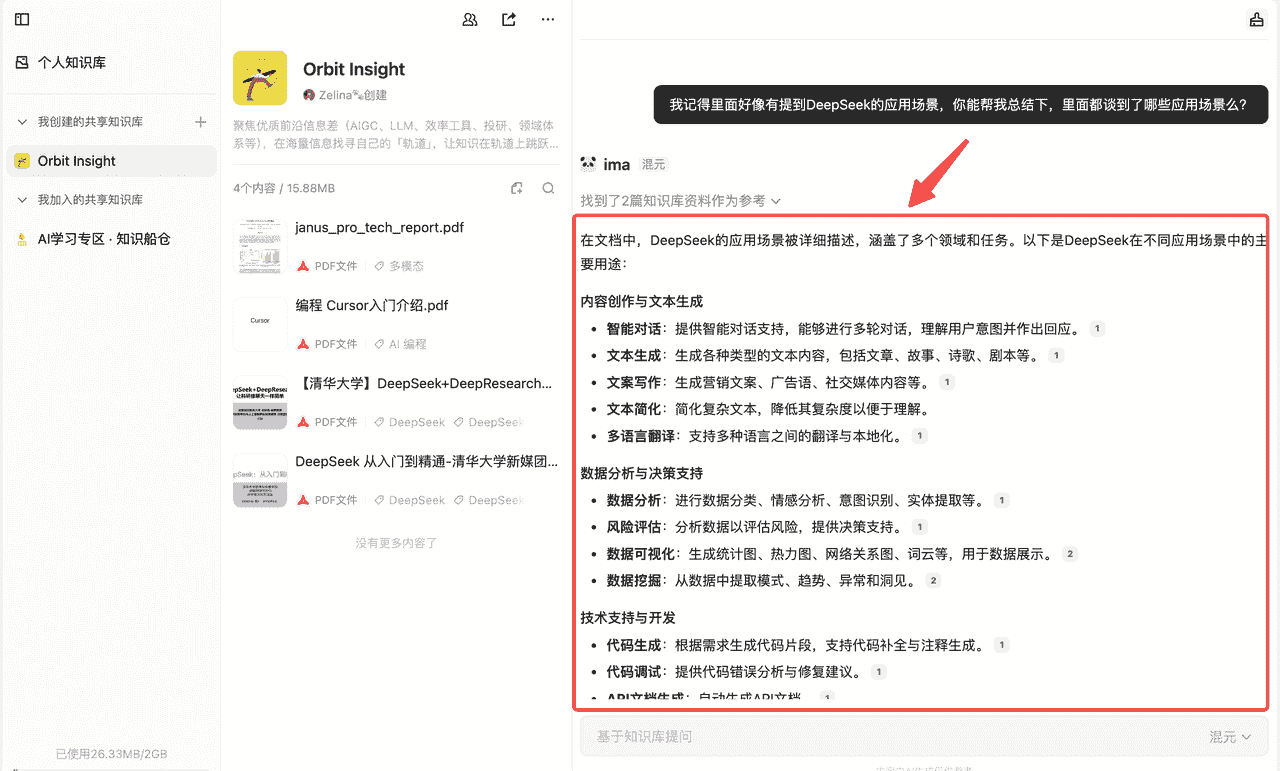 个人知识库
我创建的共享知识库
Orbit Insight
我加入的共享知识库
AI学习专区 · 知识船仓
已使用26.33MB/2GB
Orbit Insight
Zelina 创建
聚焦优质前沿信息差（AIGC、LLM、效率工具、投研、领域体
系等），在海量信息找寻自己的『轨道』，让知识在轨道上跳跃...
4个内容 / 15.88MB
janus_pro_tech_report.pdf
PDF文件 多模态
编程 Cursor入门介绍.pdf
Cursor
PDF文件 AI 编程
【清华大学】DeepSeek+DeepResearch...
PDF文件 DeepSeek DeepSeek
DeepSeek 从入门到精通-清华大学新媒团...
PDF文件 DeepSeek DeepSeek
没有更多内容了
我记得里面好像有提到DeepSeek的应用场景，你能帮我总结下，里面都谈到了哪些应用场景么？
ima 混元
找到了2篇知识库资料作为参考
在文档中，DeepSeek的应用场景被详细描述，涵盖了多个领域和任务。以下是DeepSeek在不同应用场景中的主
要用途：
内容创作与文本生成
• 智能对话：提供智能对话支持，能够进行多轮对话，理解用户意图并作出回应。 1
• 文本生成：生成各种类型的文本内容，包括文章、故事、诗歌、剧本等。 1
• 文案写作：生成营销文案、广告语、社交媒体内容等。 1
• 文本简化：简化复杂文本，降低其复杂度以便于理解。
• 多语言翻译：支持多种语言之间的翻译与本地化。 1
数据分析与决策支持
• 数据分析：进行数据分类、情感分析、意图识别、实体提取等。 1
• 风险评估：分析数据以评估风险，提供决策支持。 1
• 数据可视化：生成统计图、热力图、网络关系图、词云等，用于数据展示。 2
• 数据挖掘：从数据中提取模式、趋势、异常和洞见。 2
技术支持与开发
• 代码生成：根据需求生成代码片段，支持代码补全与注释生成。 1
• 代码调试：提供代码错误分析与修复建议。 1
• API文档生成：自动生成API文档。 1
基于知识库提问
混元